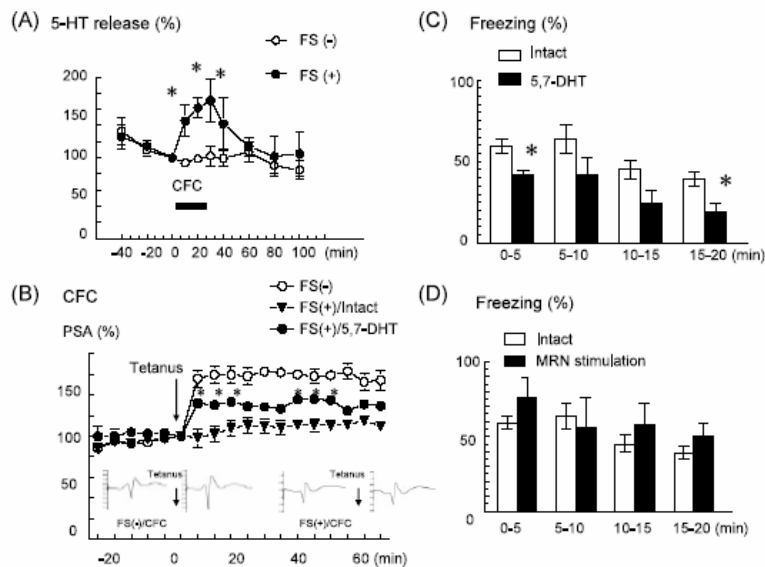 (A) 5-HT release (%)
FS (-)
FS (+)
200
150
100
50
0
* * *
CFC
-40 -20 0 20 40 60 80 100 (min)
(B) CFC
FS(-)
FS(+)/Intact
FS(+)/5,7-DHT
PSA (%)
Tetanus
150
100
50
0
* * * * * *
Tetanus
Tetanus
FS(-)/CFC
FS(+)/CFC
-20 0 20 40 60 (min)
(C) Freezing (%)
Intact
5,7-DHT
100
50
0
*
*
0-5 5-10 10-15 15-20 (min)
(D) Freezing (%)
Intact
MRN stimulation
100
50
0
0-5 5-10 10-15 15-20 (min)